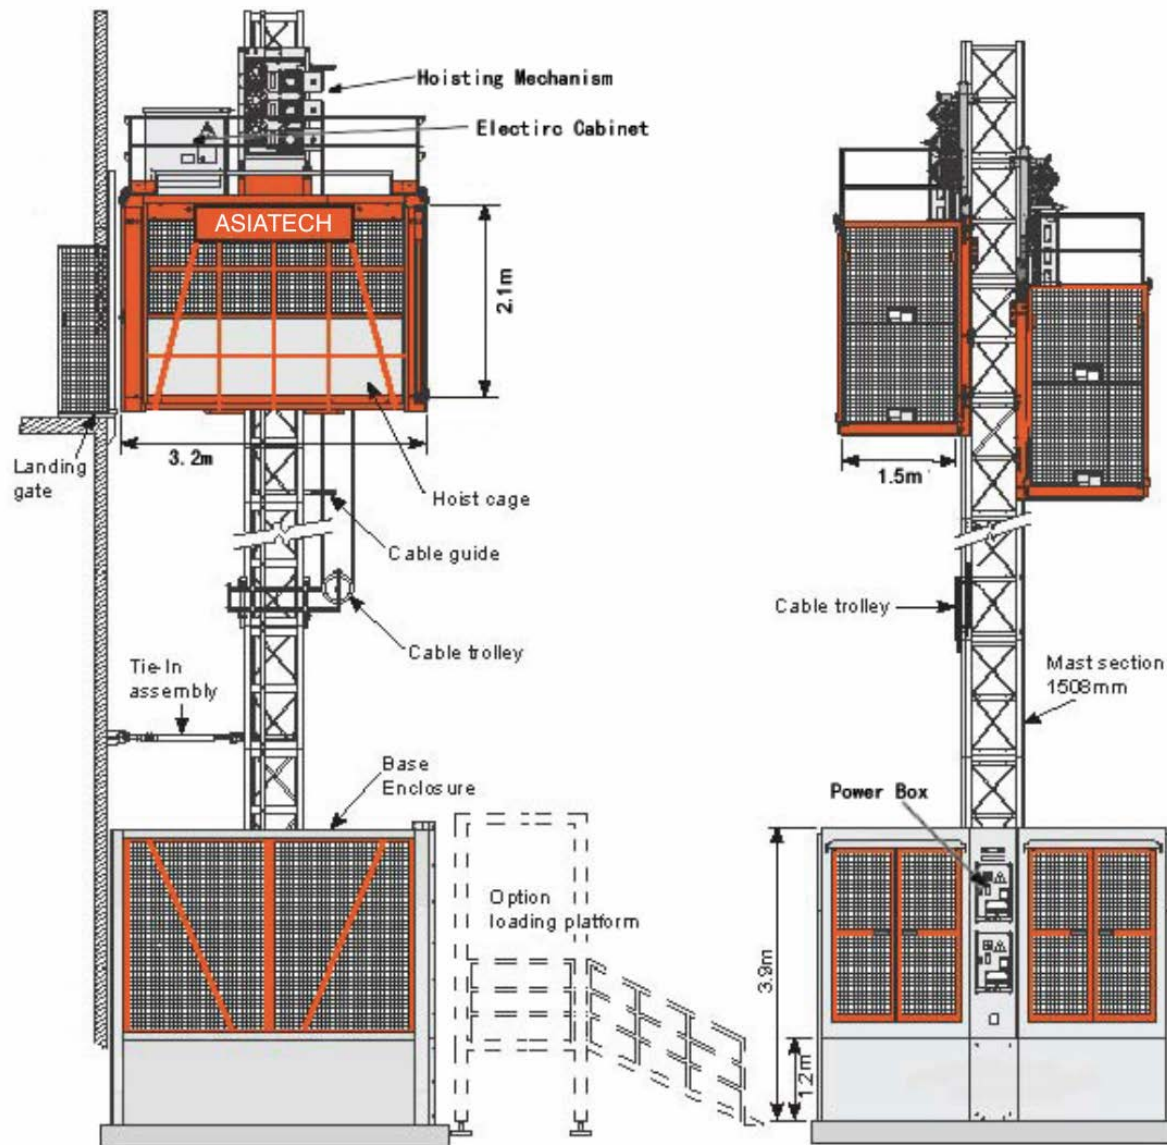 Hoisting Mechanism
Electirc Cabinet
ASIATECH
2.1m
3.2m
Landing
gate
Hoist cage
Cable guide
Cable trolley
Tie-In
assembly
Base
Enclosure
Option
loading platform
1.5m
Cable trolley
Mast section
1508mm
Power Box
3.9m
1.2m